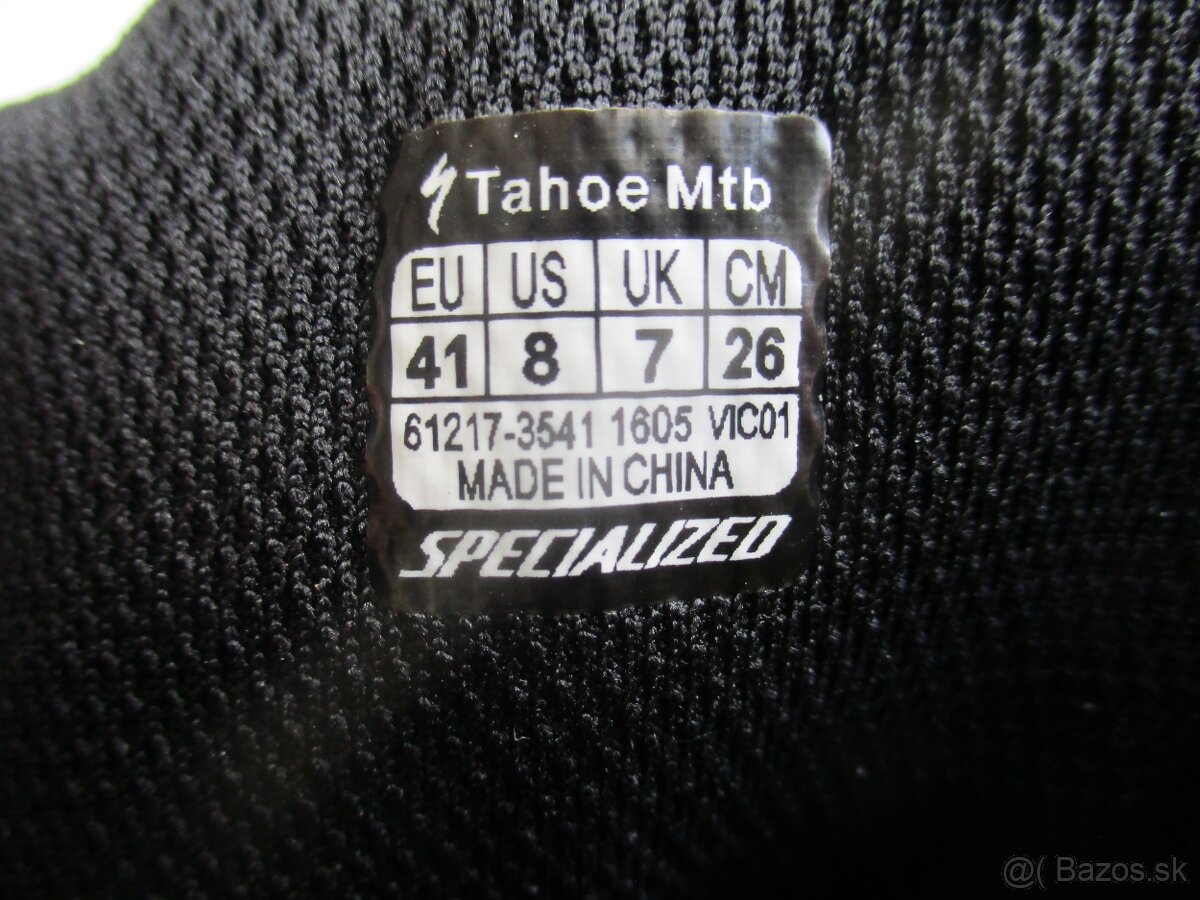 Tahoe Mtb
EU US UK CM
41 8 7 26
61217-3541 1605 VIC01
MADE IN CHINA
SPECIALIZED
@( Bazos.sk